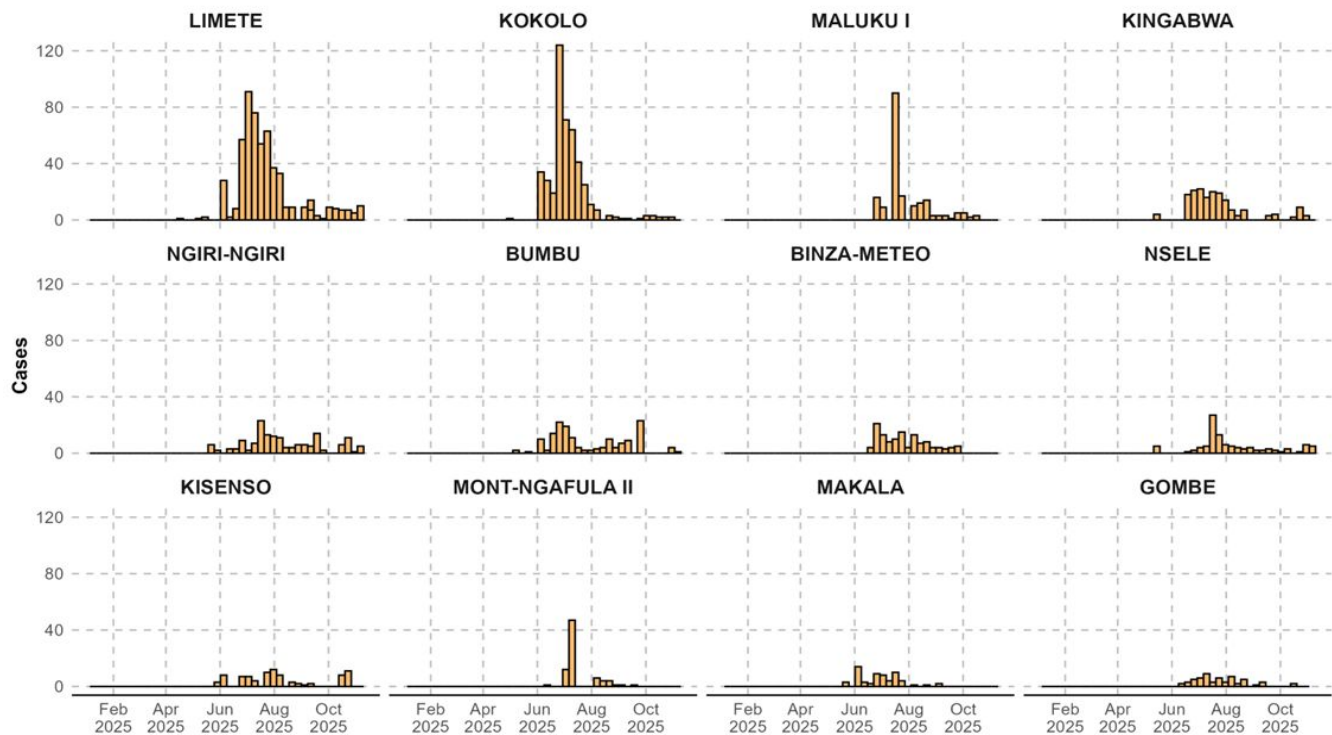 LIMETE KOKOLO MALUKU I KINGABWA
120
80
40
0
NGIRI-NGIRI BUMBU BINZA-METEO NSELE
120
80
40
0
Cases
KISENSO MONT-NGAFULA II MAKALA GOMBE
120
80
40
0
Feb Apr Jun Aug Oct Feb Apr Jun Aug Oct Feb Apr Jun Aug Oct Feb Apr Jun Aug Oct
2025 2025 2025 2025 2025 2025 2025 2025 2025 2025 2025 2025 2025 2025 2025 2025 2025 2025 2025 2025